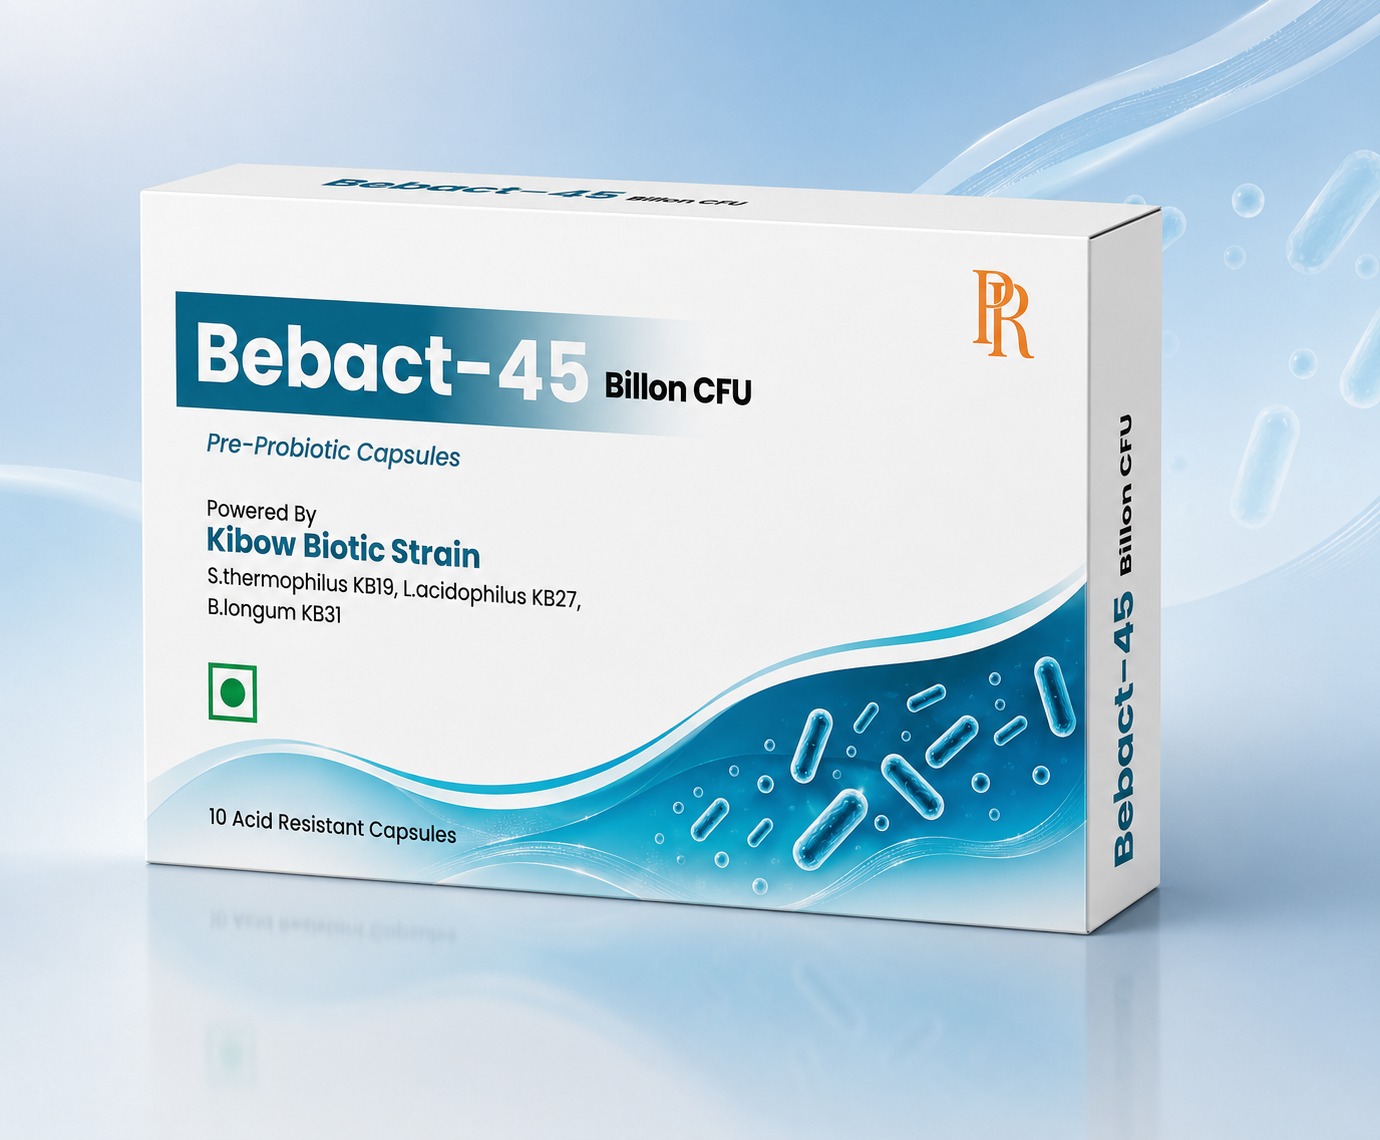 Bebact-45 Billon CFU
PR
Bebact-45 Billon CFU
Pre-Probiotic Capsules
Powered By
Kibow Biotic Strain
S.thermophilus KB19, L.acidophilus KB27,
B.longum KB31
10 Acid Resistant Capsules
Bebact-45 Billon CFU